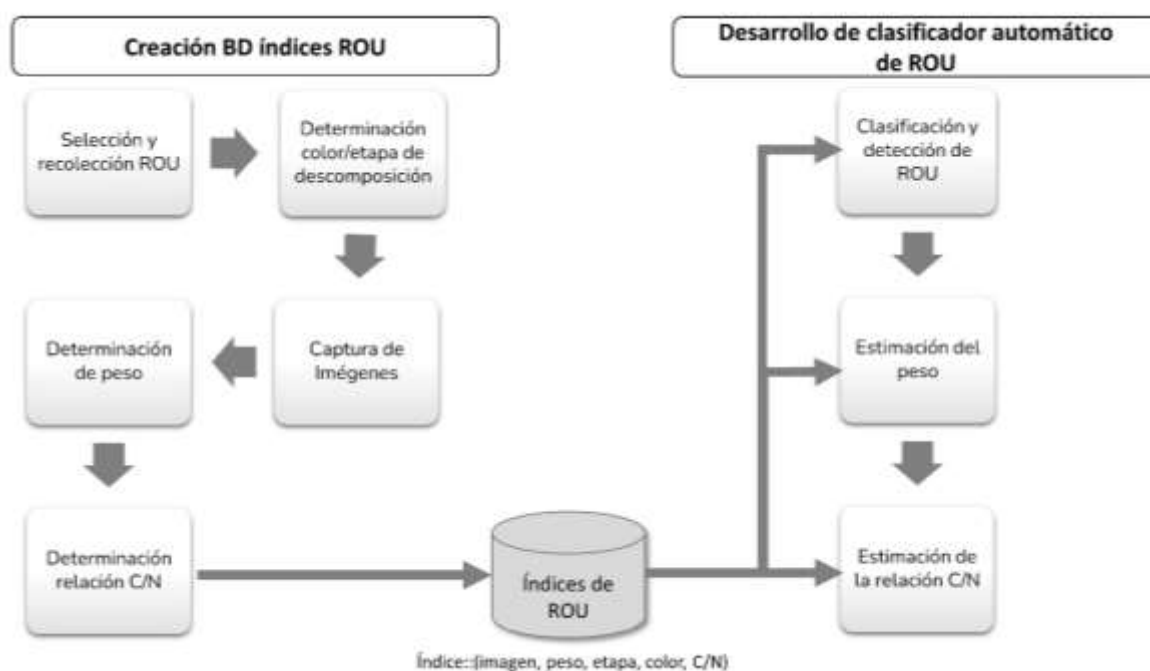 Creación BD índices ROU
Selección y
recolección ROU
Determinación
color/etapa de
descomposición
Captura de
Imégenes
Determinación
de peso
Determinación
relación C/N
Índices de
ROU
Índice::(imagen, peso, etapa, color, C/N)
Desarrollo de clasificador automático
de ROU
Clasificación y
detección de
ROU
Estimación del
peso
Estimación de
la relación C/N